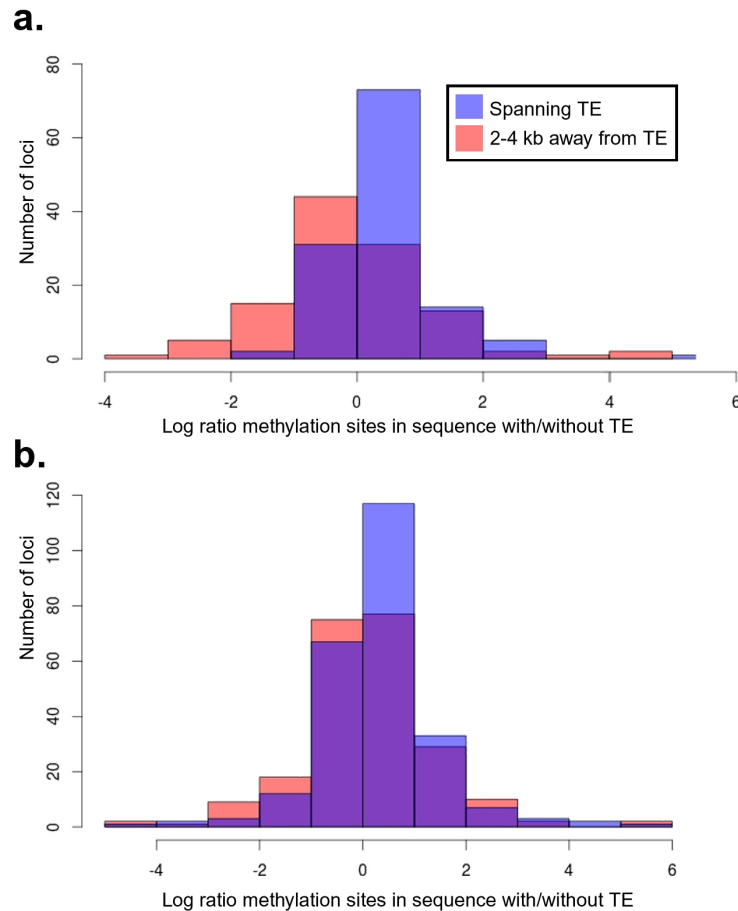 a.
80
60
40
20
0
Number of loci
Spanning TE
2-4 kb away from TE
-4 -2 0 2 4 6
Log ratio methylation sites in sequence with/without TE
b.
120
100
80
60
40
20
0
Number of loci
-4 -2 0 2 4 6
Log ratio methylation sites in sequence with/without TE